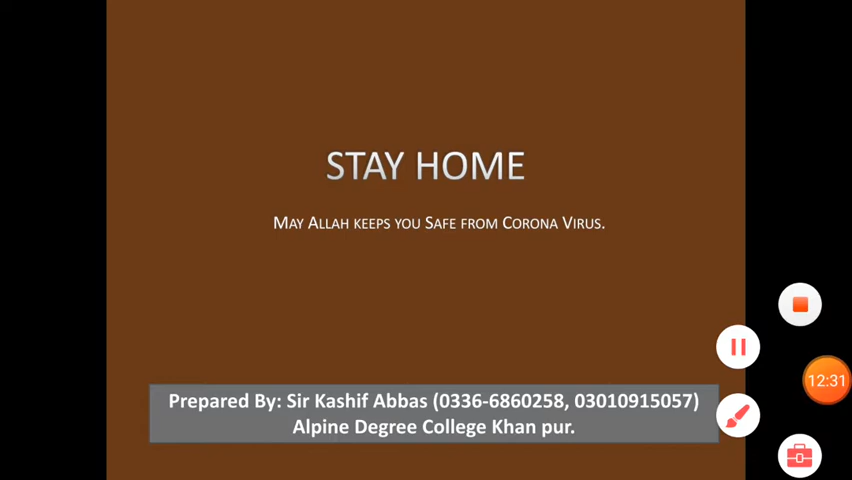 STAY HOME
MAY ALLAH KEEPS YOU SAFE FROM CORONA VIRUS.
12:31
Prepared By: Sir Kashif Abbas (0336-6860258, 03010915057)
Alpine Degree College Khan pur.